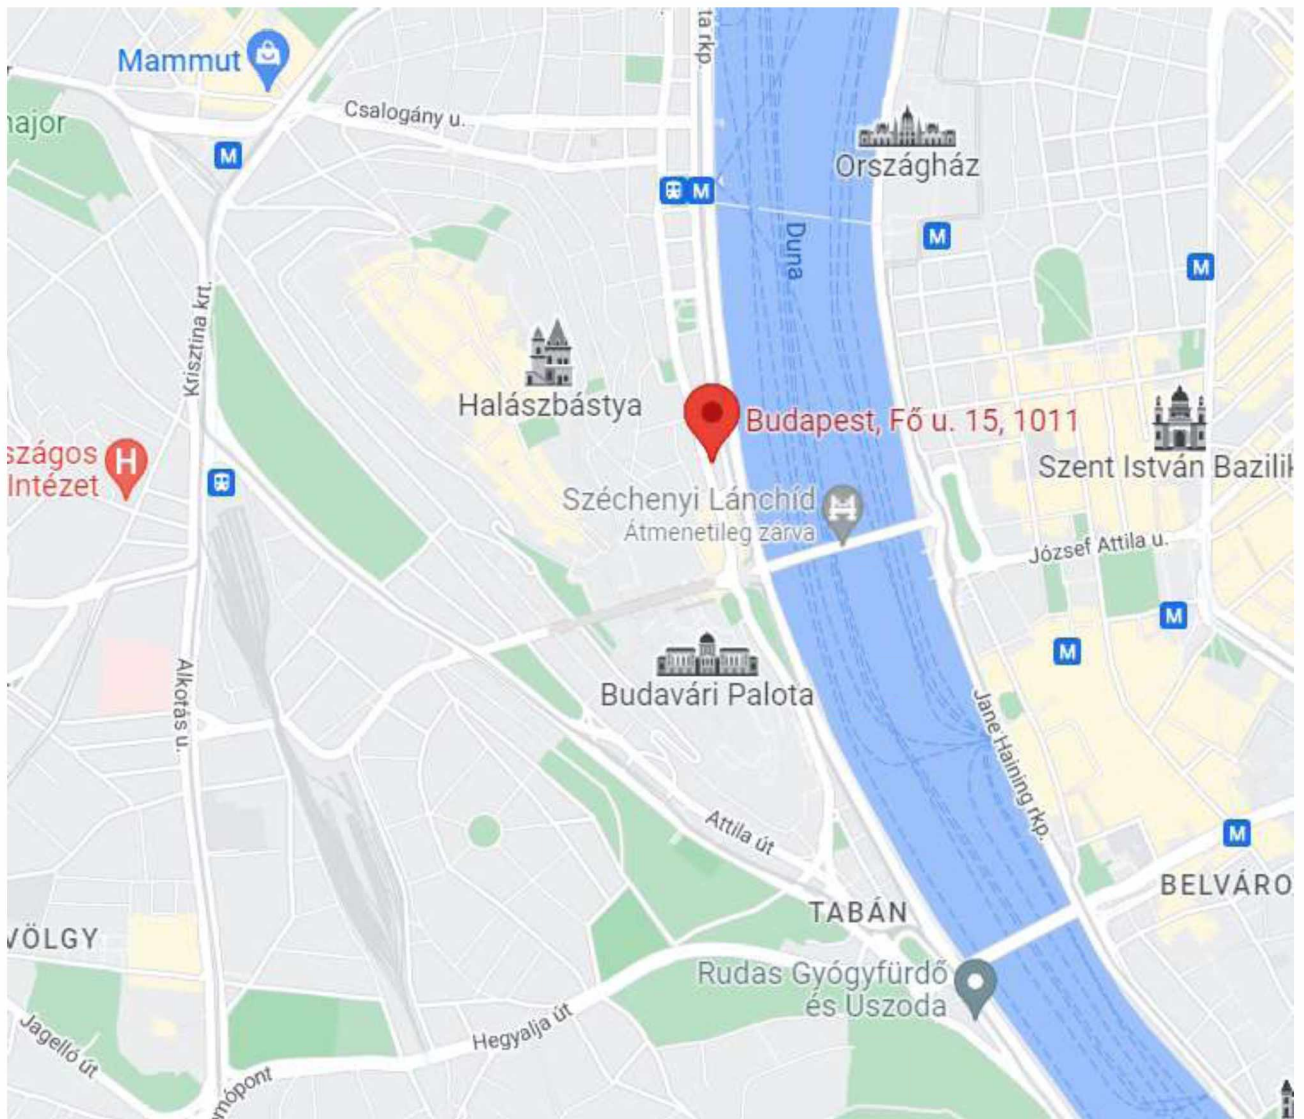 ta rkp.
Mammut
Csalogány u.
major
M
Országház
M
M
Duna
M
Krisztina krt.
Halászbástya
Budapest, Fő u. 15, 1011
szágos
Intézet
H
Szent István Bazilik
Széchenyi Lánchíd
Átmenetileg zárva
József Attila u.
M
M
Alkotás u.
Budavári Palota
Jane Haining rkp.
Attila út
M
BELVÁRO
TABÁN
VÖLGY
Rudas Gyógyfürdő
és Uszoda
Hegyalja út
Jagelló út
omópont